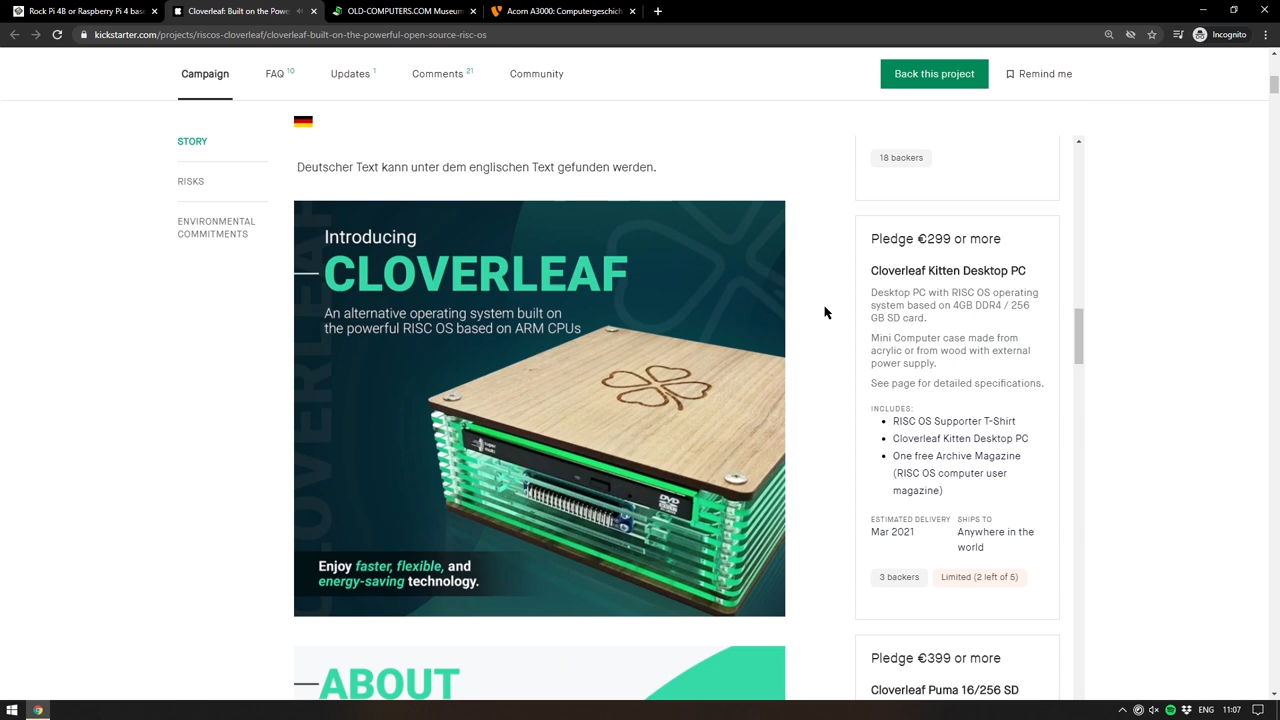 Rock Pi 4B or Raspberry Pi 4 bas
Cloverleaf: Built on the powerful
OLD-COMPUTERS.COM : The Museum
Acorn A3000: Computergeschich
kickstarter.com/projects/riscos-cloverleaf/cloverleaf-built-on-the-powerful-open-source-risc-os
Incognito
Campaign
FAQ 10
Updates 1
Comments 21
Community
Back this project
Remind me
STORY
RISKS
ENVIRONMENTAL
COMMITMENTS
Deutscher Text kann unter dem englischen Text gefunden werden.
Introducing
CLOVERLEAF
An alternative operating system built on
the powerful RISC OS based on ARM CPUs
Enjoy faster, flexible, and
energy-saving technology.
ABOUT
18 backers
Pledge €299 or more
Cloverleaf Kitten Desktop PC
Desktop PC with RISC OS operating
system based on 4GB DDR4 / 256
GB SD card.
Mini Computer case made from
acrylic or from wood with external
power supply.
See page for detailed specifications.
INCLUDES:
RISC OS Supporter T-Shirt
Cloverleaf Kitten Desktop PC
One free Archive Magazine
(RISC OS computer user
magazine)
ESTIMATED DELIVERY
Mar 2021
SHIPS TO
Anywhere in the
world
3 backers
Limited (2 left of 5)
Pledge €399 or more
Cloverleaf Puma 16/256 SD
ENG
11:07